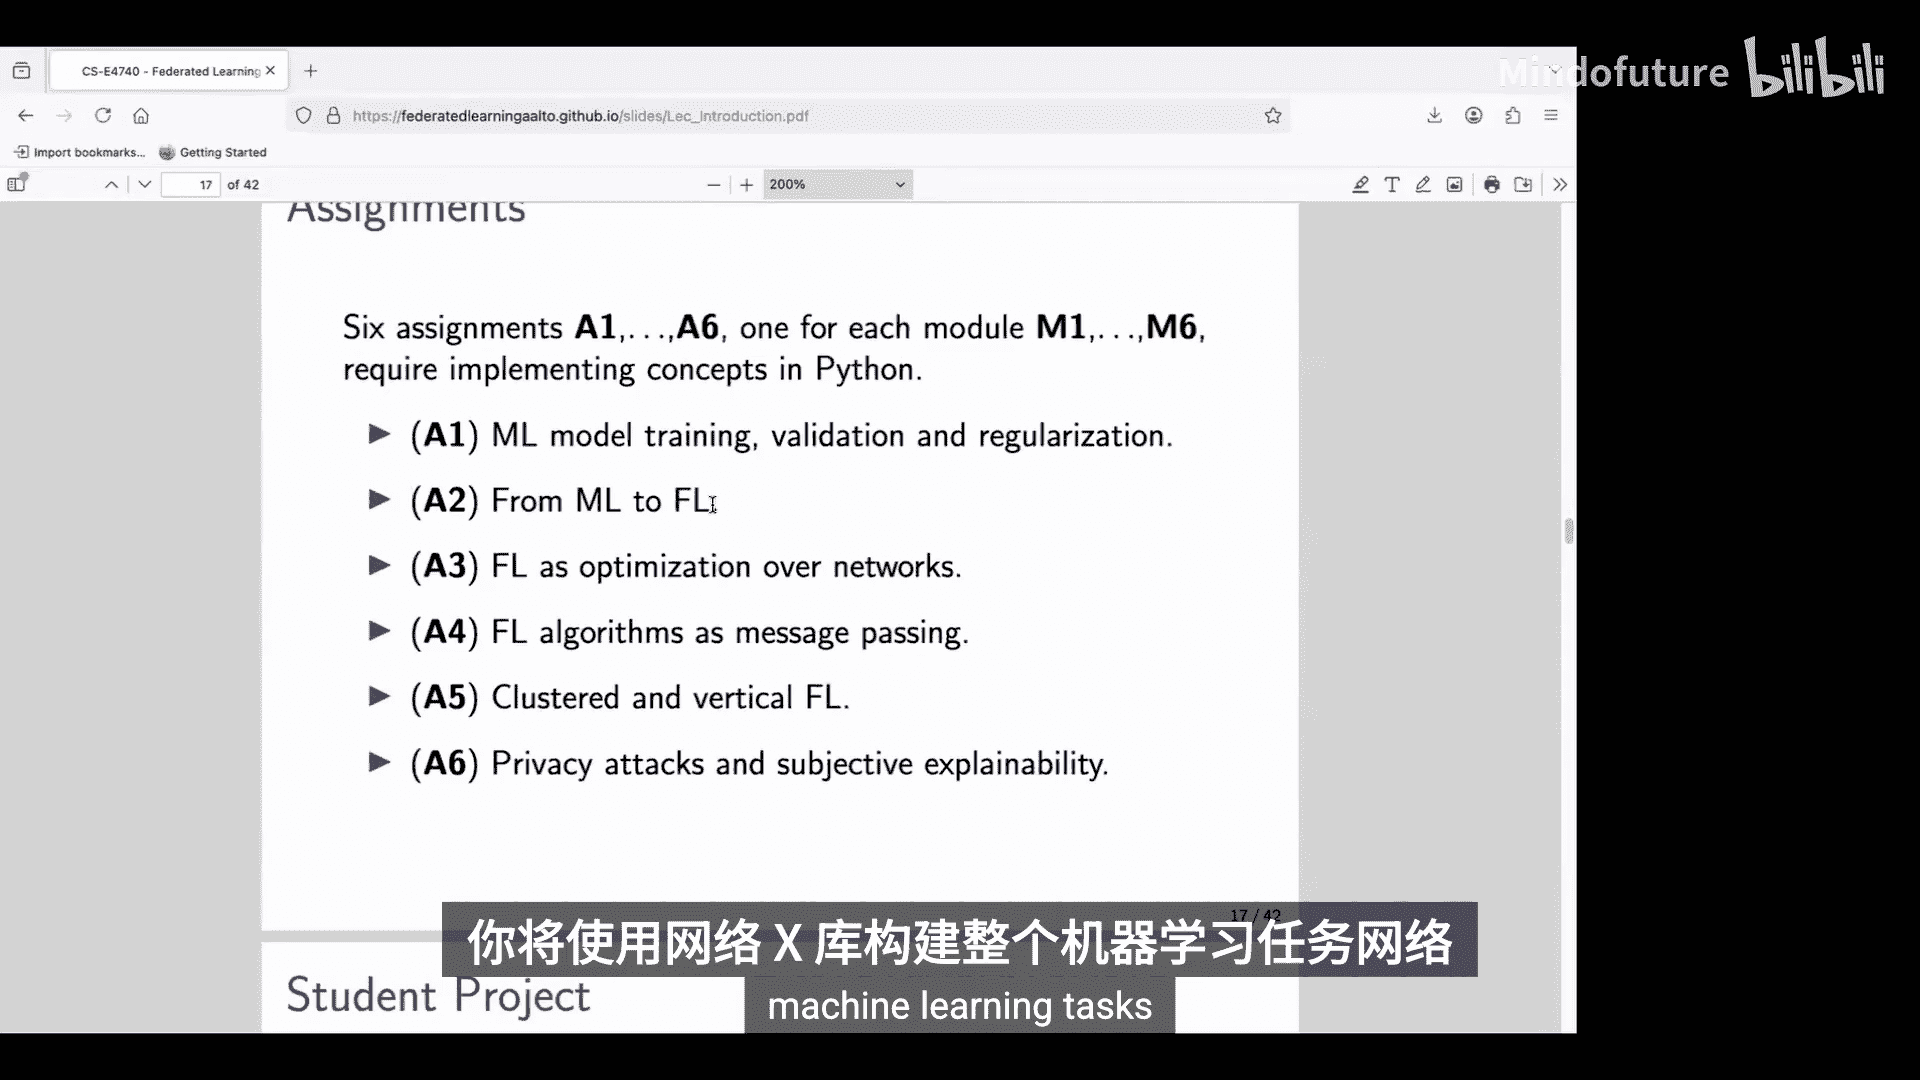 Mindofuture bilibili
CS-E4740 - Federated Learning
https://federatedlearningaalto.github.io/slides/Lec_Introduction.pdf
Import bookmarks... Getting Started
17 of 42
200%
Assignments
Six assignments A1,...,A6, one for each module M1,...,M6,
require implementing concepts in Python.
▶ (A1) ML model training, validation and regularization.
▶ (A2) From ML to FL.
▶ (A3) FL as optimization over networks.
▶ (A4) FL algorithms as message passing.
▶ (A5) Clustered and vertical FL.
▶ (A6) Privacy attacks and subjective explainability.
17 / 42
你将使用网络 X 库构建整个机器学习任务网络
Student Project
machine learning tasks